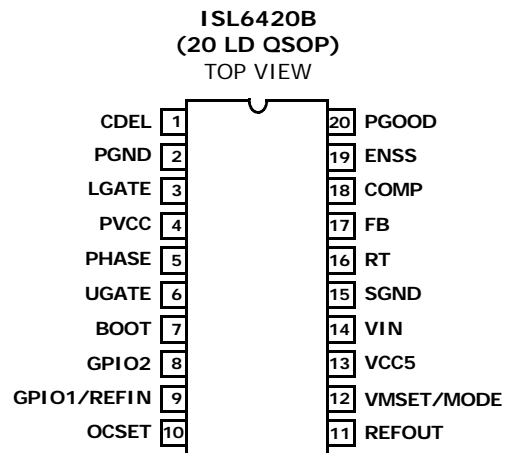 ISL6420B
(20 LD QSOP)
TOP VIEW
CDEL 1 20 PGOOD
PGND 2 19 ENSS
LGATE 3 18 COMP
PVCC 4 17 FB
PHASE 5 16 RT
UGATE 6 15 SGND
BOOT 7 14 VIN
GPIO2 8 13 VCC5
GPIO1/REFIN 9 12 VMSET/MODE
OCSET 10 11 REFOUT